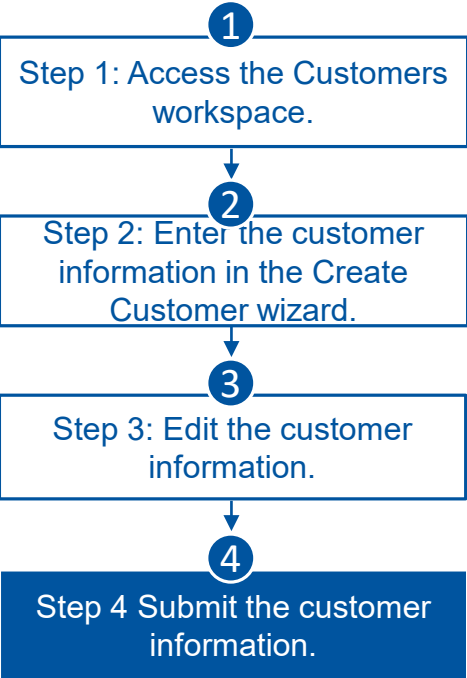 1
Step 1: Access the Customers
workspace.
2
Step 2: Enter the customer
information in the Create
Customer wizard.
3
Step 3: Edit the customer
information.
4
Step 4 Submit the customer
information.